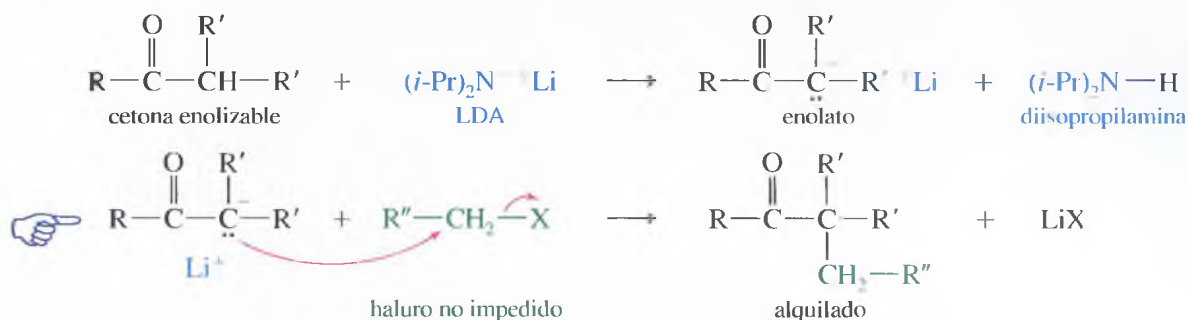 O R′
R—C—CH—R′ + (i-Pr)₂N Li ⟶ R—C—C̈—R′ Li + (i-Pr)₂N—H
cetona enolizable LDA enolato diisopropilamina
O R′ O R′
R—C—C̈⁻—R′ + R″—CH₂—X ⟶ R—C—C—R′ + LiX
Li⁺ CH₂—R″
haluro no impedido alquilado